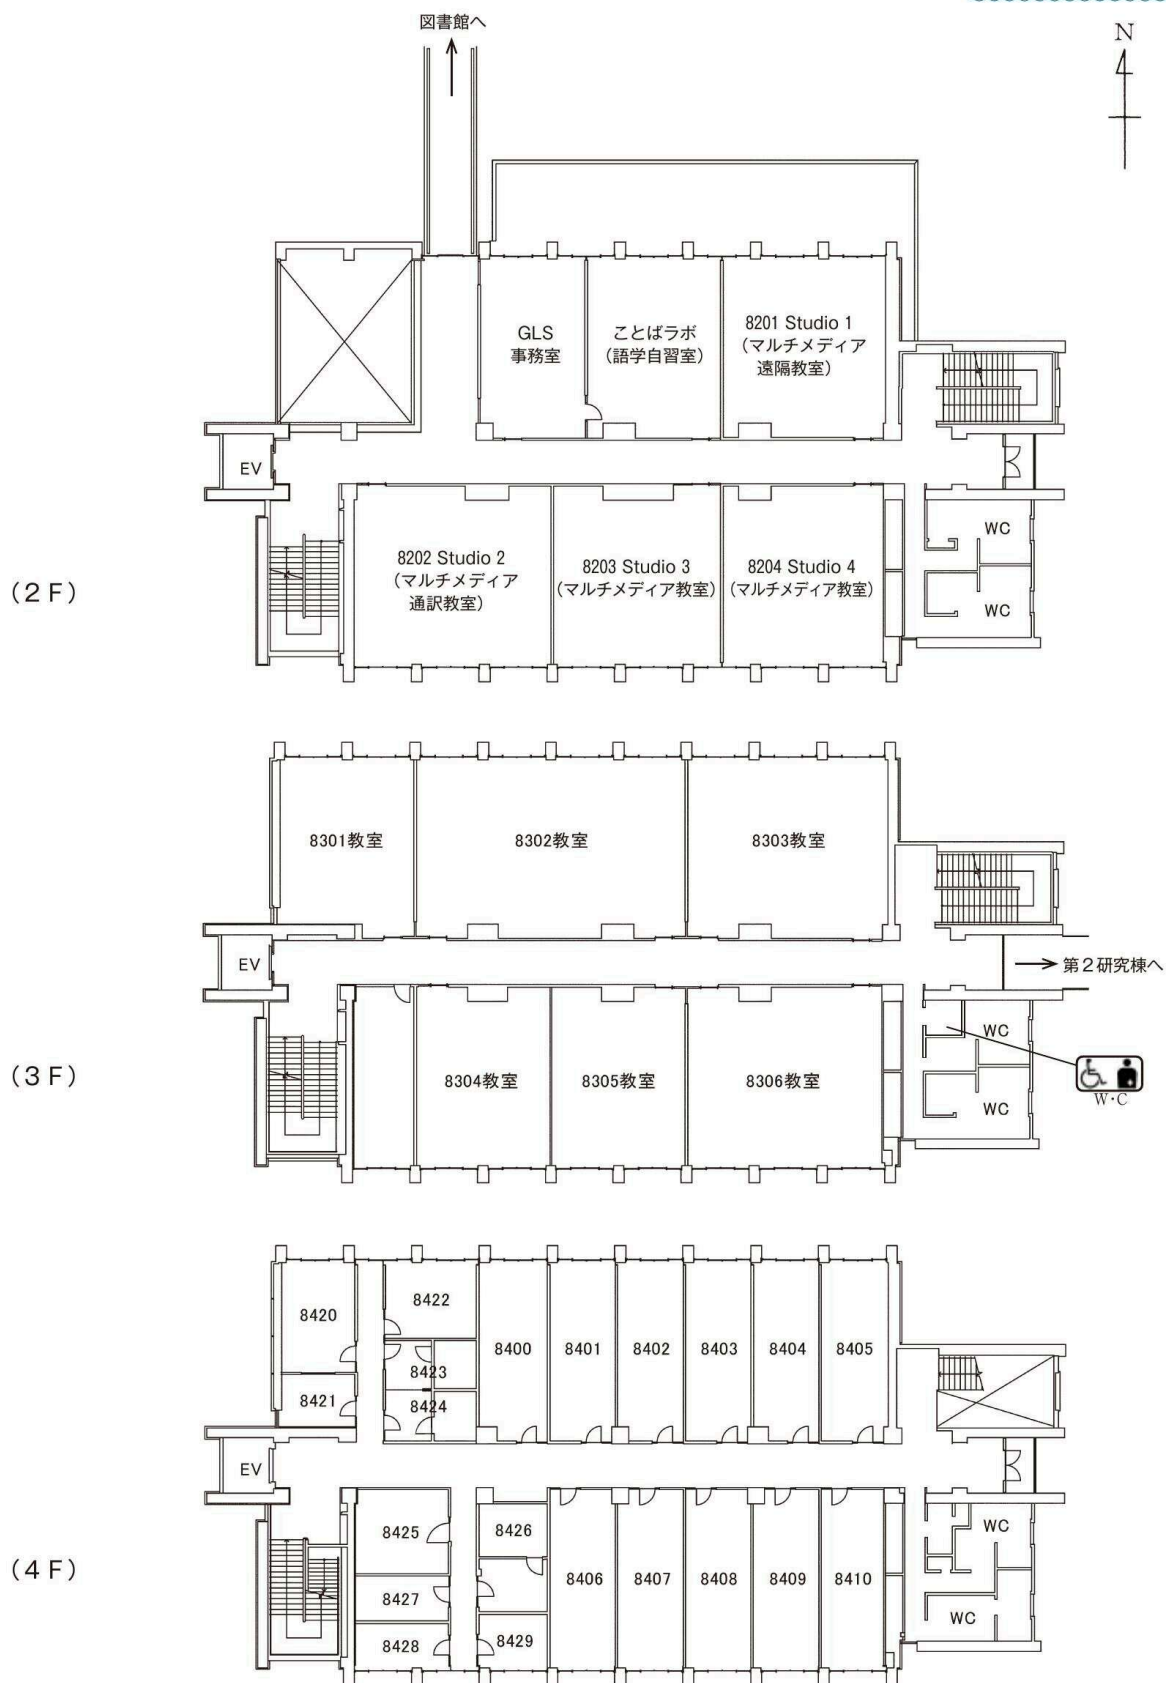 図書館へ
N
GLS
事務室
ことばラボ
（語学自習室）
8201 Studio 1
（マルチメディア
遠隔教室）
EV
WC
WC
8202 Studio 2
（マルチメディア
通訳教室）
8203 Studio 3
（マルチメディア教室）
8204 Studio 4
（マルチメディア教室）
（２Ｆ）
8301教室
8302教室
8303教室
EV
→ 第２研究棟へ
8304教室
8305教室
8306教室
WC
WC
W・C
（３Ｆ）
8420
8422
8400
8401
8402
8403
8404
8405
8423
8421
8424
EV
8425
8426
WC
8406
8407
8408
8409
8410
8427
WC
8428
8429
（４Ｆ）